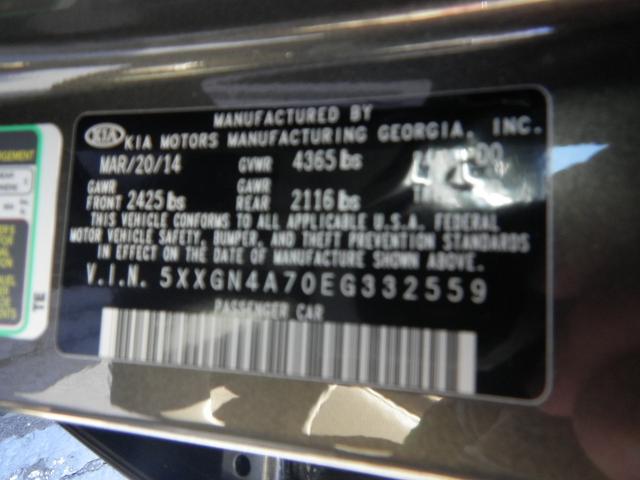 MANUFACTURED BY
KIA KIA MOTORS MANUFACTURING GEORGIA, INC.
MAR/20/14 GVWR 4365 lbs
GAWR FRONT 2425 lbs GAWR REAR 2116 lbs
THIS VEHICLE CONFORMS TO ALL APPLICABLE U.S.A. FEDERAL
MOTOR VEHICLE SAFETY, BUMPER, AND THEFT PREVENTION STANDARDS
IN EFFECT ON THE DATE OF MANUFACTURE SHOWN ABOVE.
V.I.N. 5XXGN4A70EG332559
PASSENGER CAR
TE